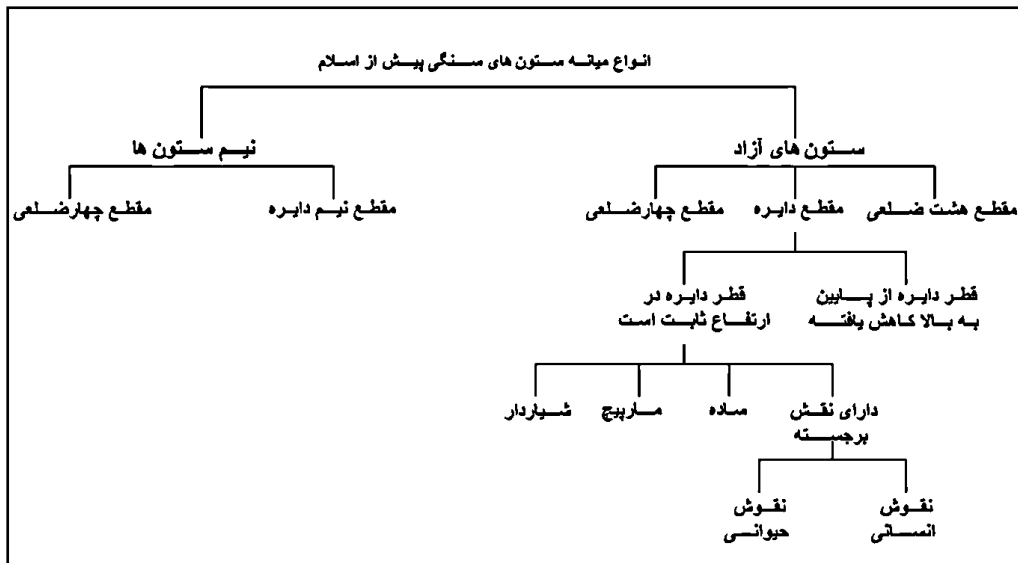 انواع میانه ستون های سنگی پیش از اسلام
ستون های آزاد
نیم ستون ها
مقطع هشت ضلعی
مقطع دایره
مقطع چهارضلعی
مقطع نیم دایره
مقطع چهارضلعی
قطر دایره از پایین
به بالا کاهش یافته
قطر دایره در
ارتفاع ثابت است
دارای نقش
برجسته
ساده
مارپیچ
شیاردار
نقوش
انسانی
نقوش
حیوانی